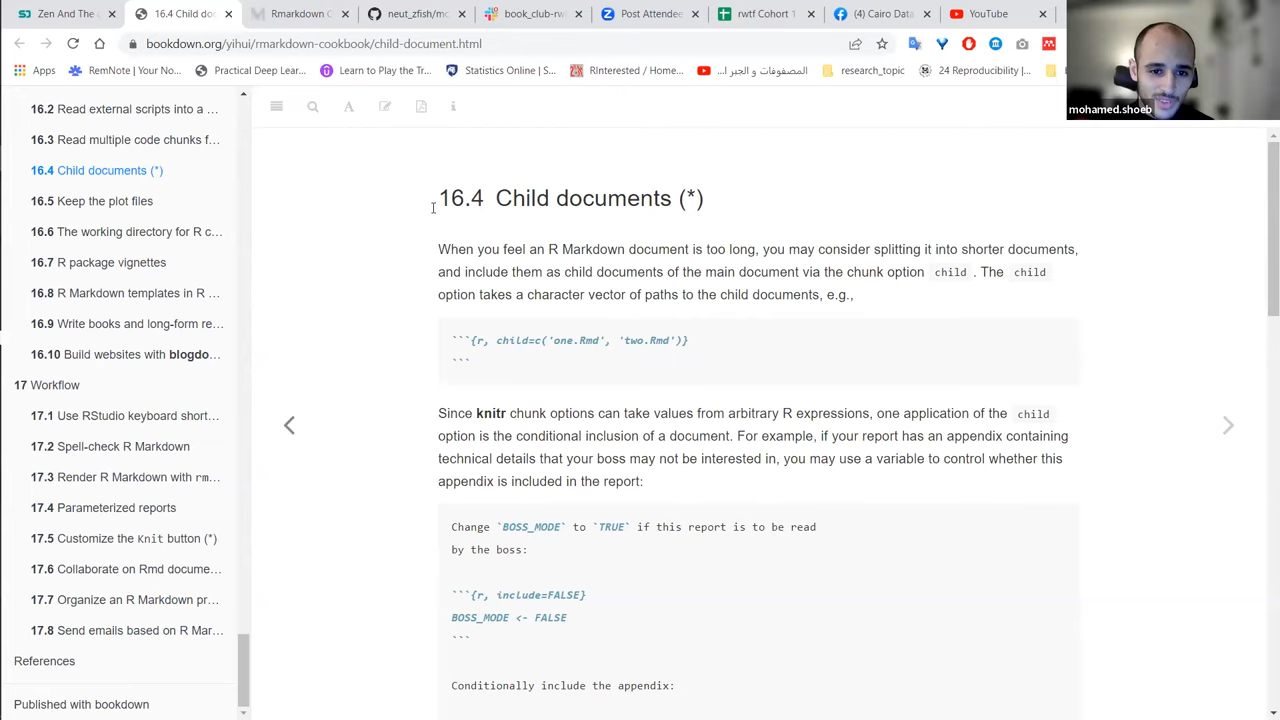 Zen And The
16.4 Child doc
Rmarkdown C
neut_zfish/m
book_club-rw
Post Attendee
rwtf Cohort 1
(4) Cairo Data
YouTube
bookdown.org/yihui/rmarkdown-cookbook/child-document.html
Apps
RemNote | Your No...
Practical Deep Lear...
Learn to Play the Tr...
Statistics Online | S...
RInterested / Home...
المصفوفات و الجبر ا...
research_topic
24 Reproducibility |...
mohamed.shoeb
16.2 Read external scripts into a ...
16.3 Read multiple code chunks f...
16.4 Child documents (*)
16.5 Keep the plot files
16.6 The working directory for R c...
16.7 R package vignettes
16.8 R Markdown templates in R ...
16.9 Write books and long-form re...
16.10 Build websites with blogdo...
17 Workflow
17.1 Use RStudio keyboard short...
17.2 Spell-check R Markdown
17.3 Render R Markdown with rm...
17.4 Parameterized reports
17.5 Customize the Knit button (*)
17.6 Collaborate on Rmd docume...
17.7 Organize an R Markdown pr...
17.8 Send emails based on R Mar...
References
Published with bookdown
16.4 Child documents (*)
When you feel an R Markdown document is too long, you may consider splitting it into shorter documents,
and include them as child documents of the main document via the chunk option child . The child
option takes a character vector of paths to the child documents, e.g.,
```{r, child=c('one.Rmd', 'two.Rmd')}
```
Since knitr chunk options can take values from arbitrary R expressions, one application of the child
option is the conditional inclusion of a document. For example, if your report has an appendix containing
technical details that your boss may not be interested in, you may use a variable to control whether this
appendix is included in the report:
Change `BOSS_MODE` to `TRUE` if this report is to be read
by the boss:
```{r, include=FALSE}
BOSS_MODE <- FALSE
```
Conditionally include the appendix: